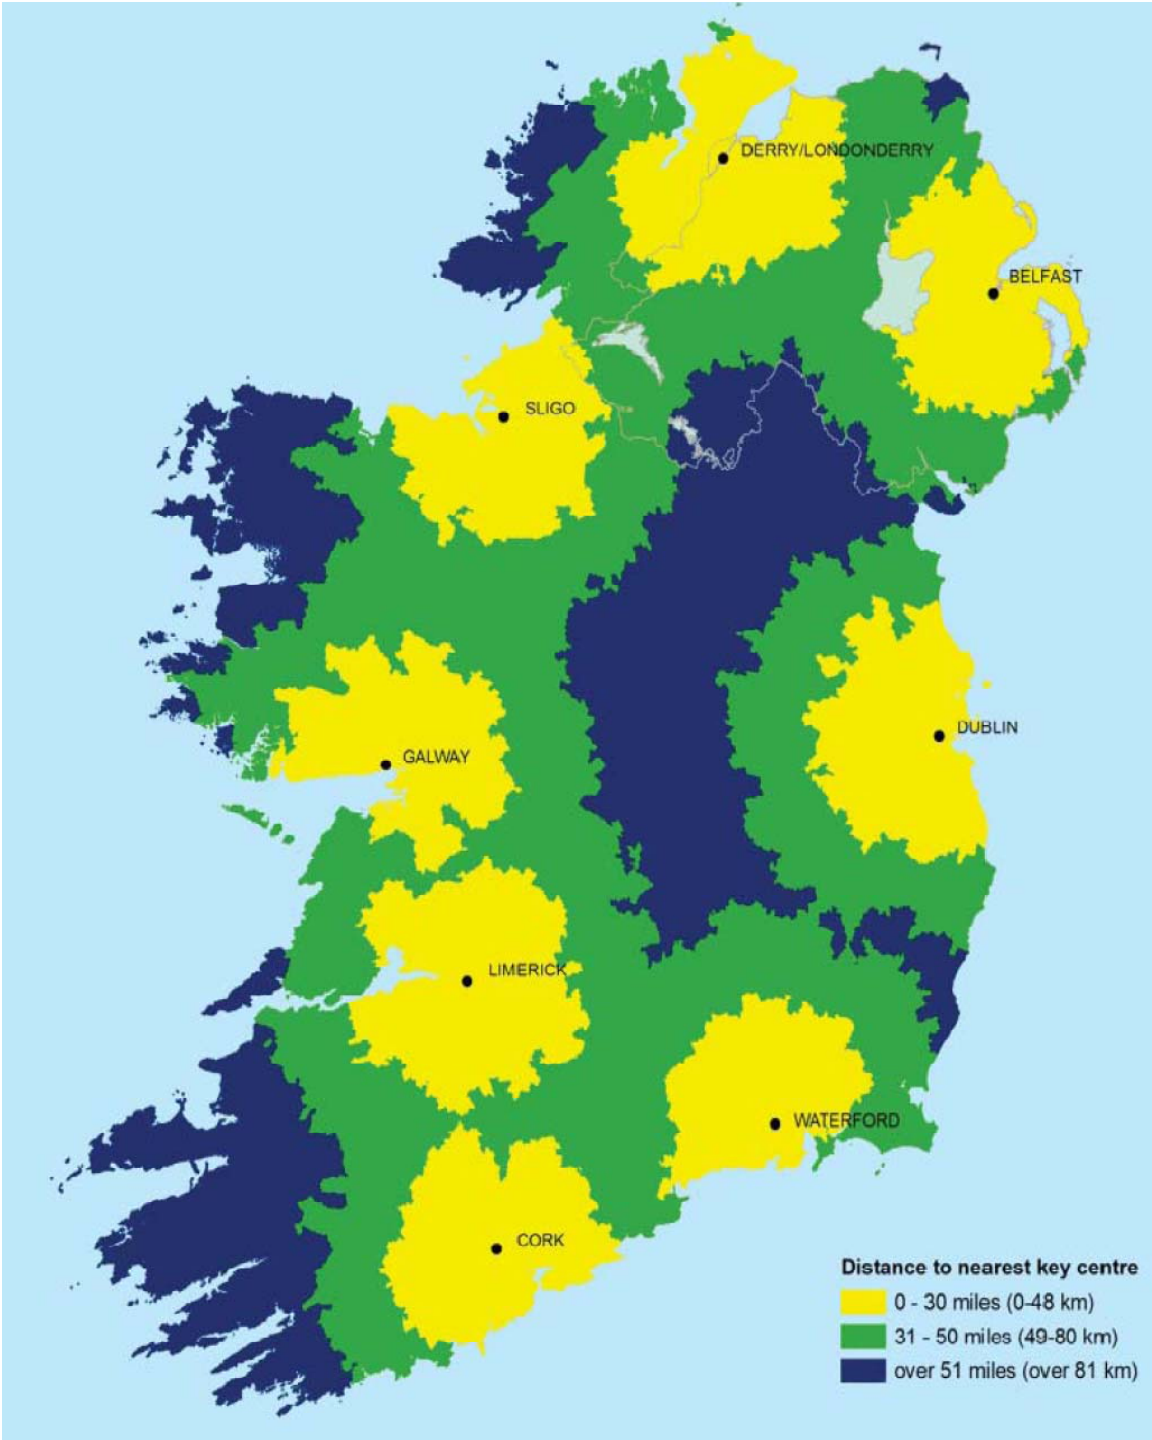 DERRY/LONDONDERRY
BELFAST
SLIGO
DUBLIN
GALWAY
LIMERICK
WATERFORD
CORK
Distance to nearest key centre
0 - 30 miles (0-48 km)
31 - 50 miles (49-80 km)
over 51 miles (over 81 km)